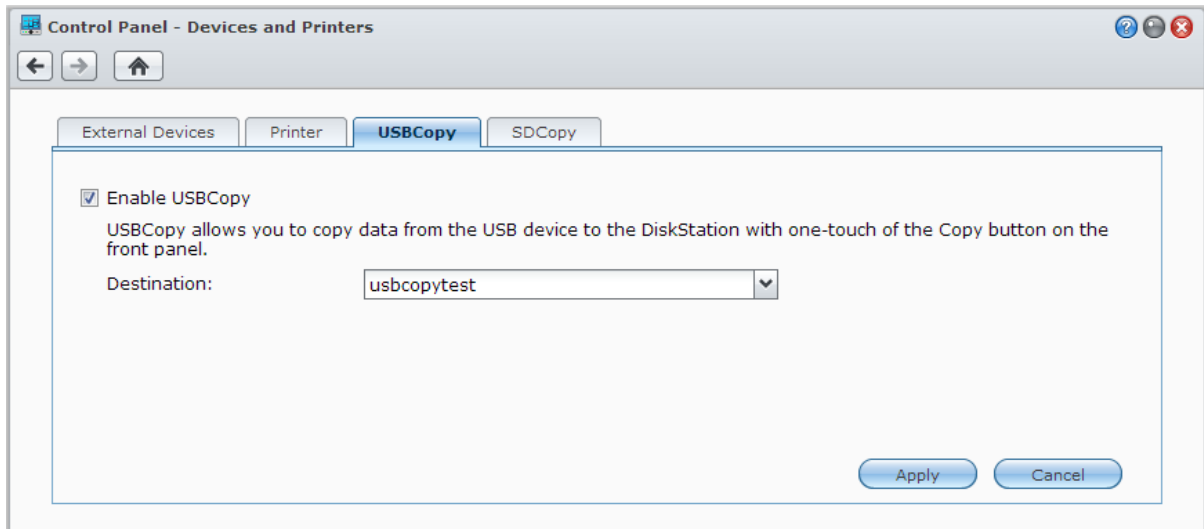 Control Panel - Devices and Printers
External Devices Printer USBCopy SDCopy
Enable USBCopy
USBCopy allows you to copy data from the USB device to the DiskStation with one-touch of the Copy button on the
front panel.
Destination: usbcopytest
Apply Cancel